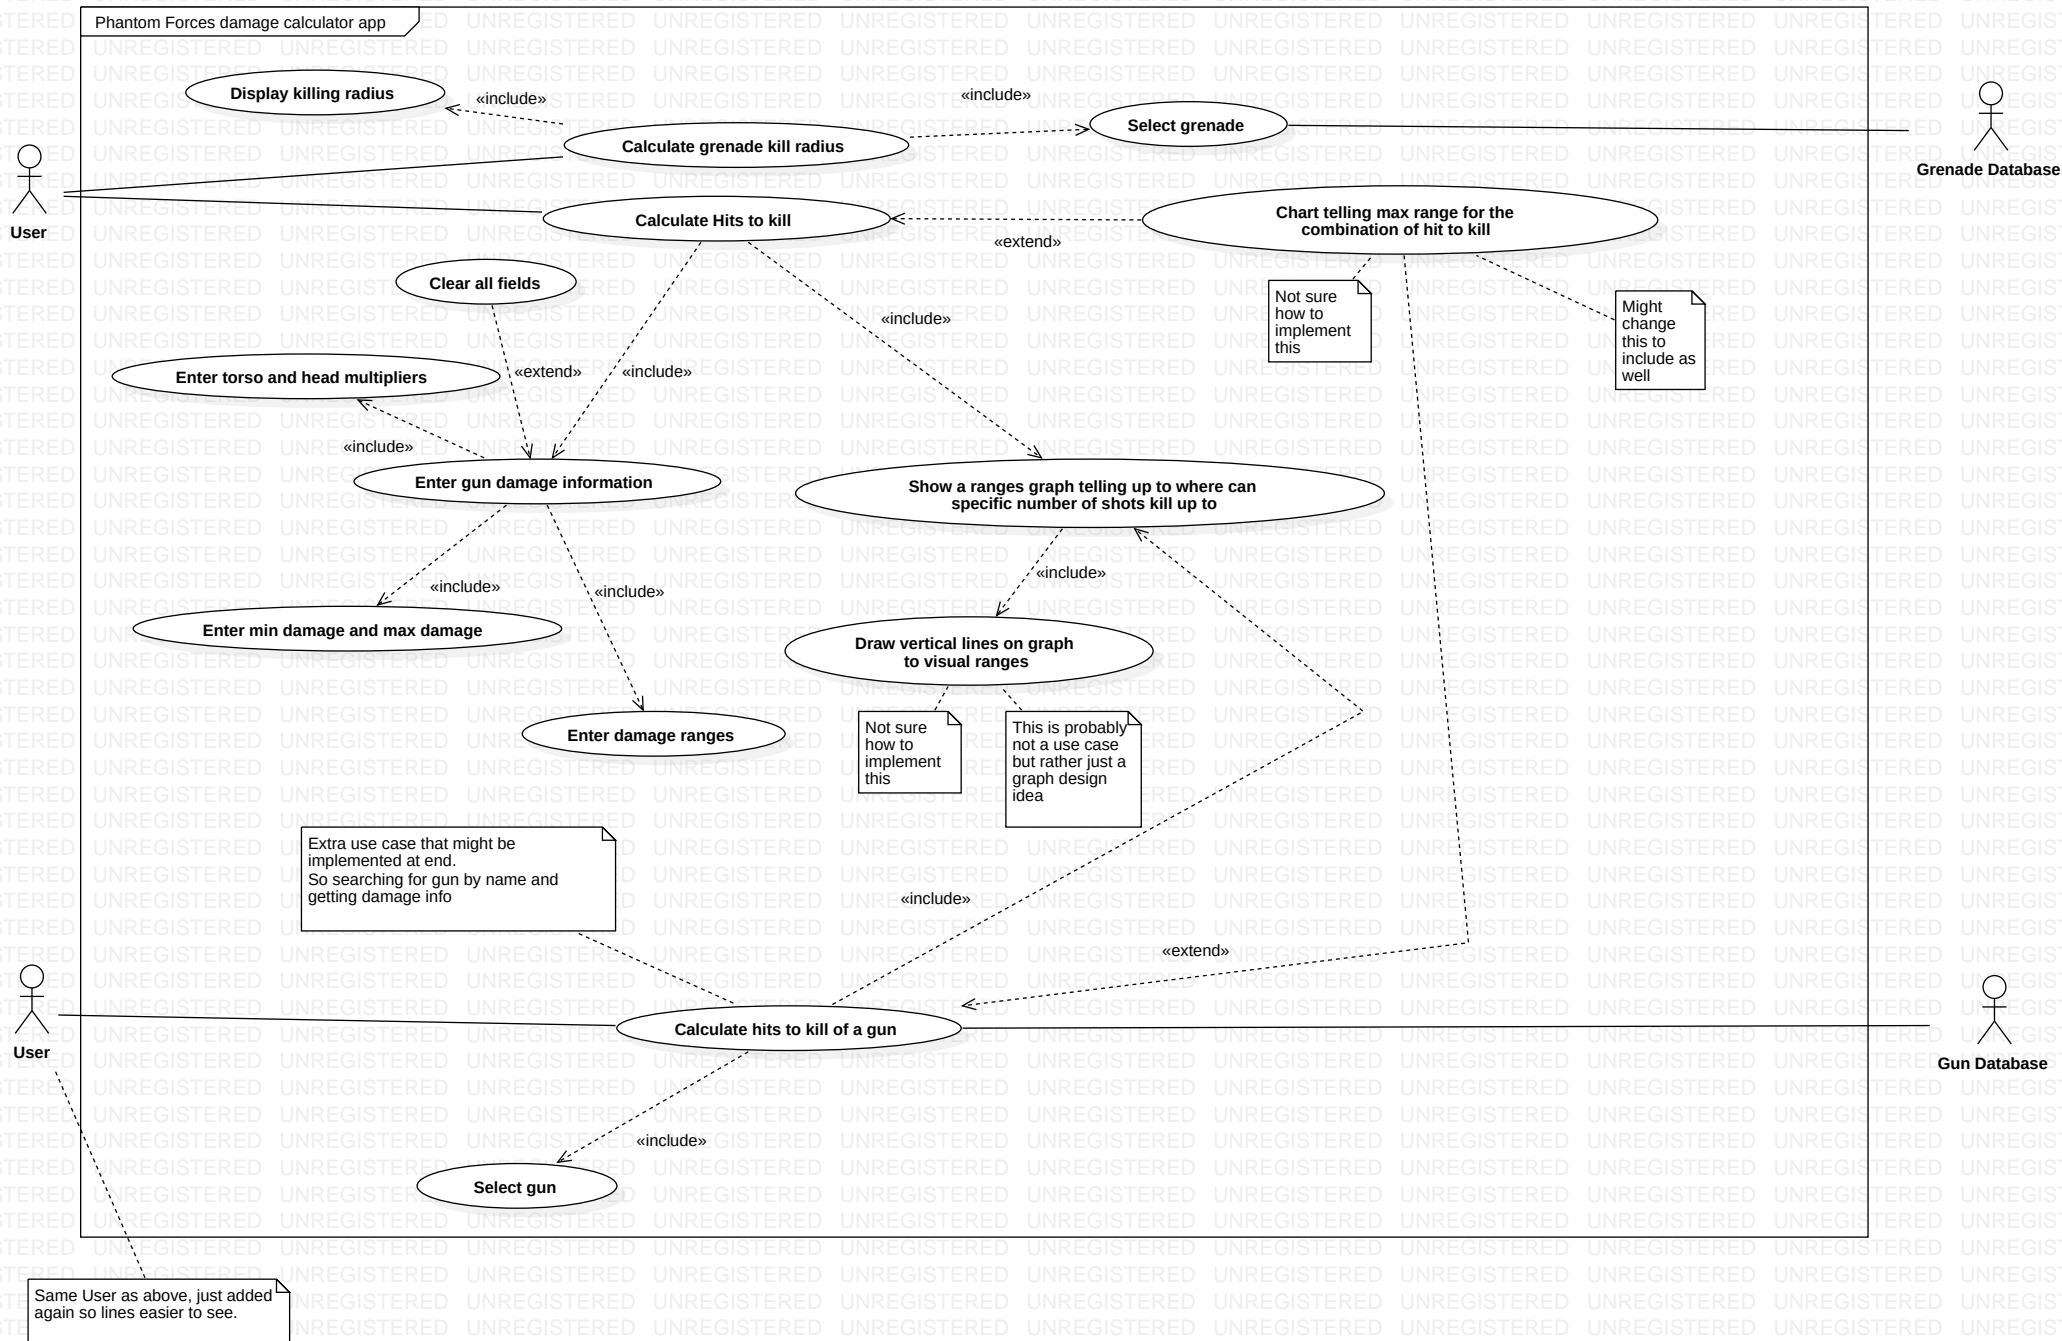 Phantom Forces damage calculator app
Display killing radius
«include»
«include»
Select grenade
Calculate grenade kill radius
Grenade Database
User
Calculate Hits to kill
Chart telling max range for the
combination of hit to kill
«extend»
Clear all fields
Not sure
how to
implement
this
Might
change
this to
include as
well
«include»
Enter torso and head multipliers
«extend»
«include»
«include»
Enter gun damage information
Show a ranges graph telling up to where can
specific number of shots kill up to
«include»
«include»
«include»
Enter min damage and max damage
Draw vertical lines on graph
to visual ranges
Enter damage ranges
Not sure
how to
implement
this
This is probably
not a use case
but rather just a
graph design
idea
Extra use case that might be
implemented at end.
So searching for gun by name and
getting damage info
«include»
«extend»
User
Calculate hits to kill of a gun
Gun Database
«include»
Select gun
Same User as above, just added
again so lines easier to see.
UNREGISTERED